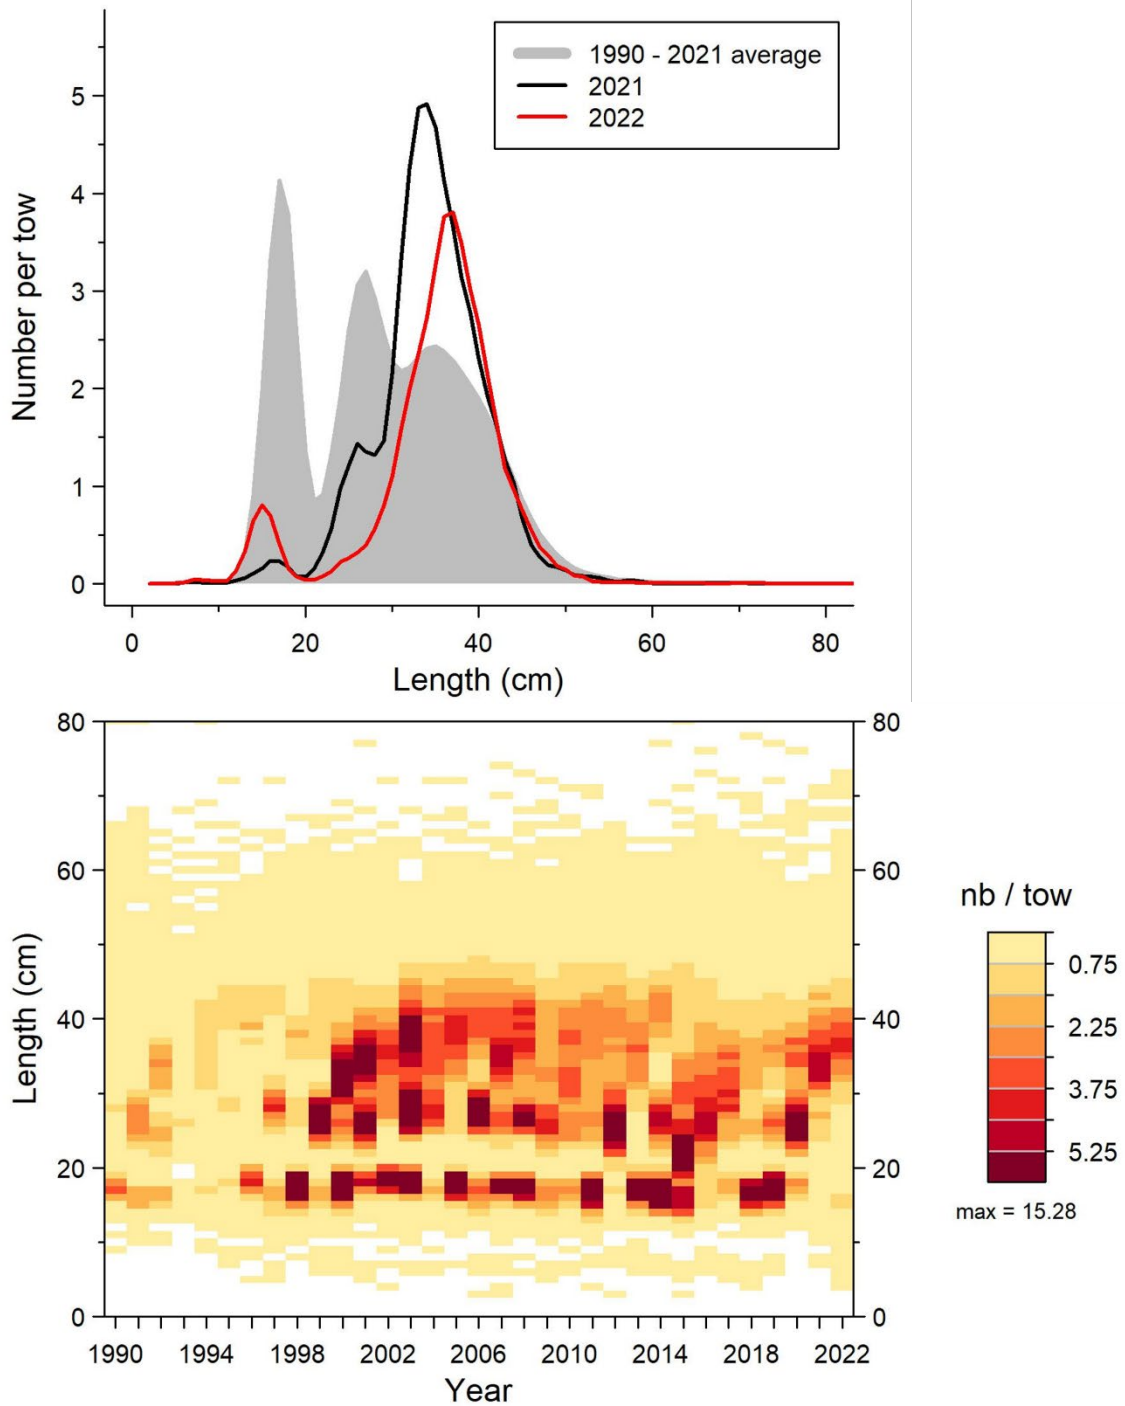 1990 - 2021 average
2021
2022
Number per tow
5
4
3
2
1
0
0 20 40 60 80
Length (cm)
80 80
60 60
40 40
20 20
0 0
Length (cm)
1990 1994 1998 2002 2006 2010 2014 2018 2022
Year
nb / tow
0.75
2.25
3.75
5.25
max = 15.28